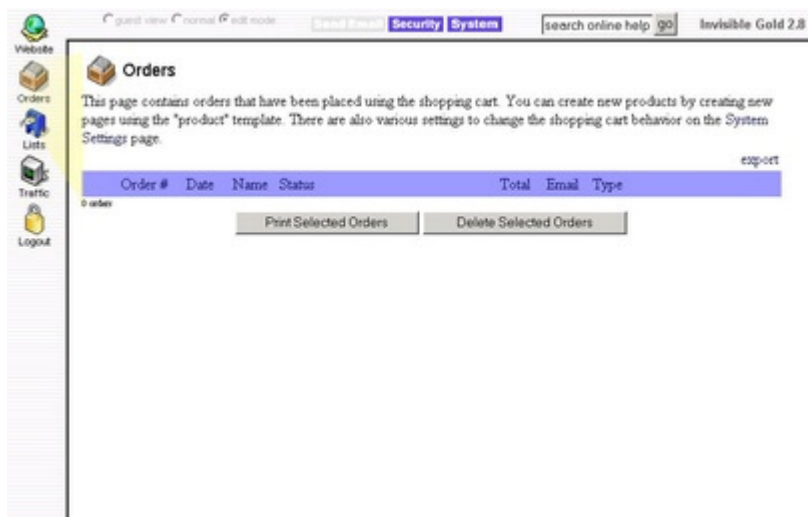 guest view normal edit mode Send Email Security System search online help go Invisible Gold 2.8
Website
Orders
Lists
Traffic
Logout
Orders
This page contains orders that have been placed using the shopping cart. You can create new products by creating new
pages using the "product" template. There are also various settings to change the shopping cart behavior on the System
Settings page.
export
Order # Date Name Status Total Email Type
0 orders
Print Selected Orders Delete Selected Orders